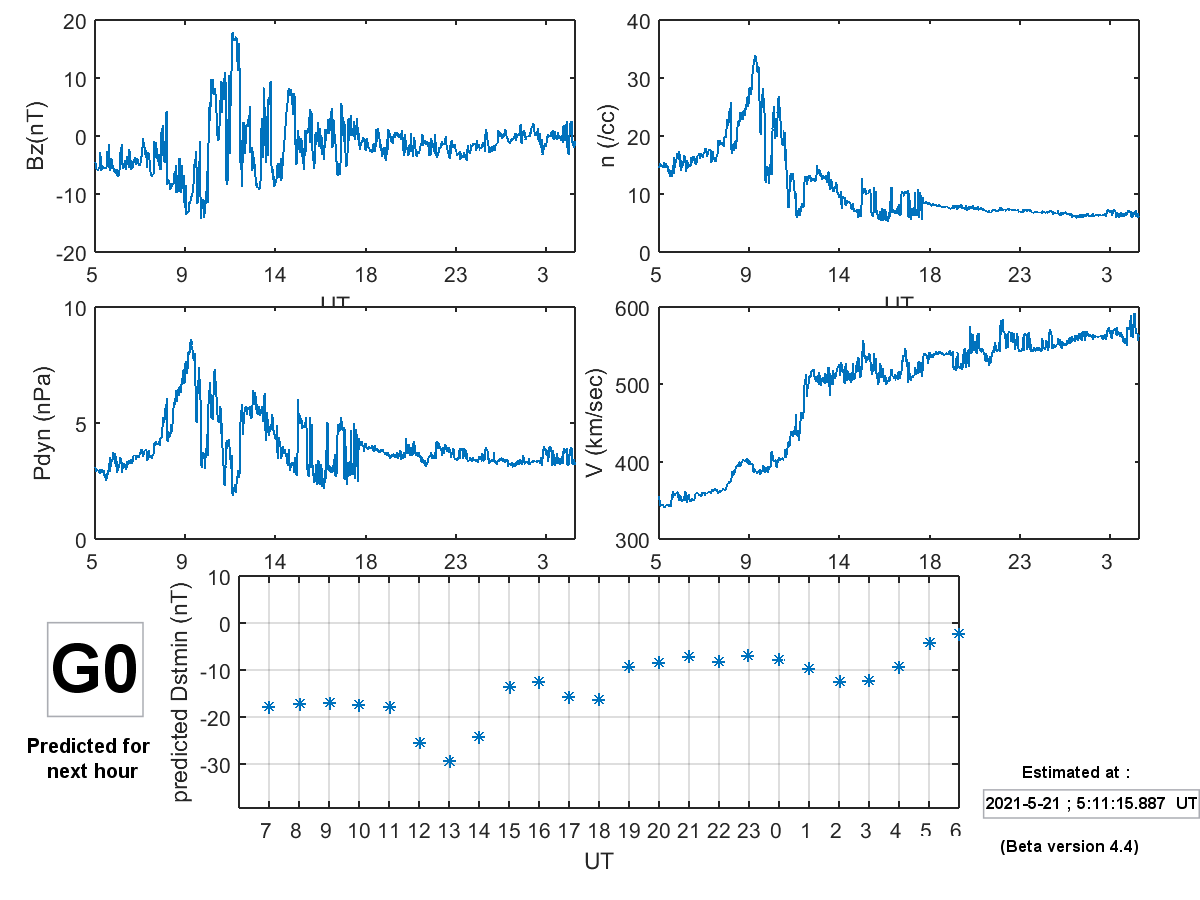 20
10
0
-10
-20
Bz(nT)
5 9 14 18 23 3
UT
40
30
20
10
0
n (/cc)
5 9 14 18 23 3
UT
10
5
0
Pdyn (nPa)
5 9 14 18 23 3
600
500
400
300
V (km/sec)
5 9 14 18 23 3
10
0
-10
-20
-30
predicted Dstmin (nT)
7 8 9 10 11 12 13 14 15 16 17 18 19 20 21 22 23 0 1 2 3 4 5 6
UT
G0
Predicted for
next hour
Estimated at :
2021-5-21 ; 5:11:15.887 UT
(Beta version 4.4)